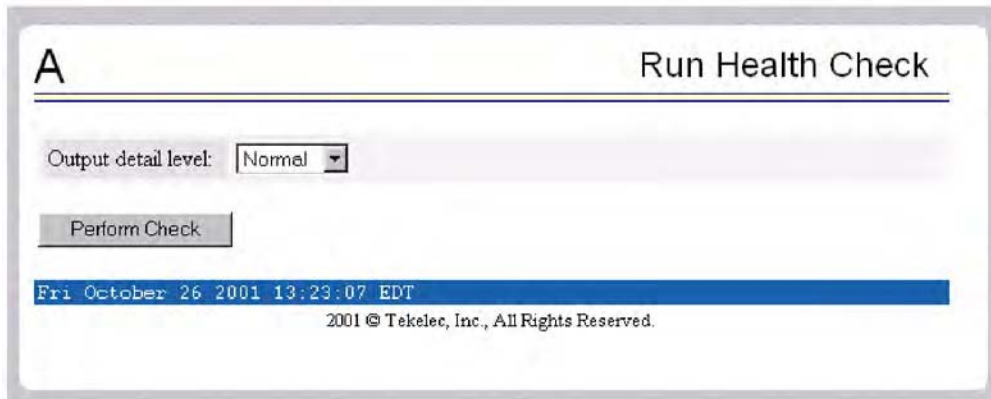 A Run Health Check
Output detail level: Normal
Perform Check
Fri October 26 2001 13:23:07 EDT
2001 © Tekelec, Inc., All Rights Reserved.